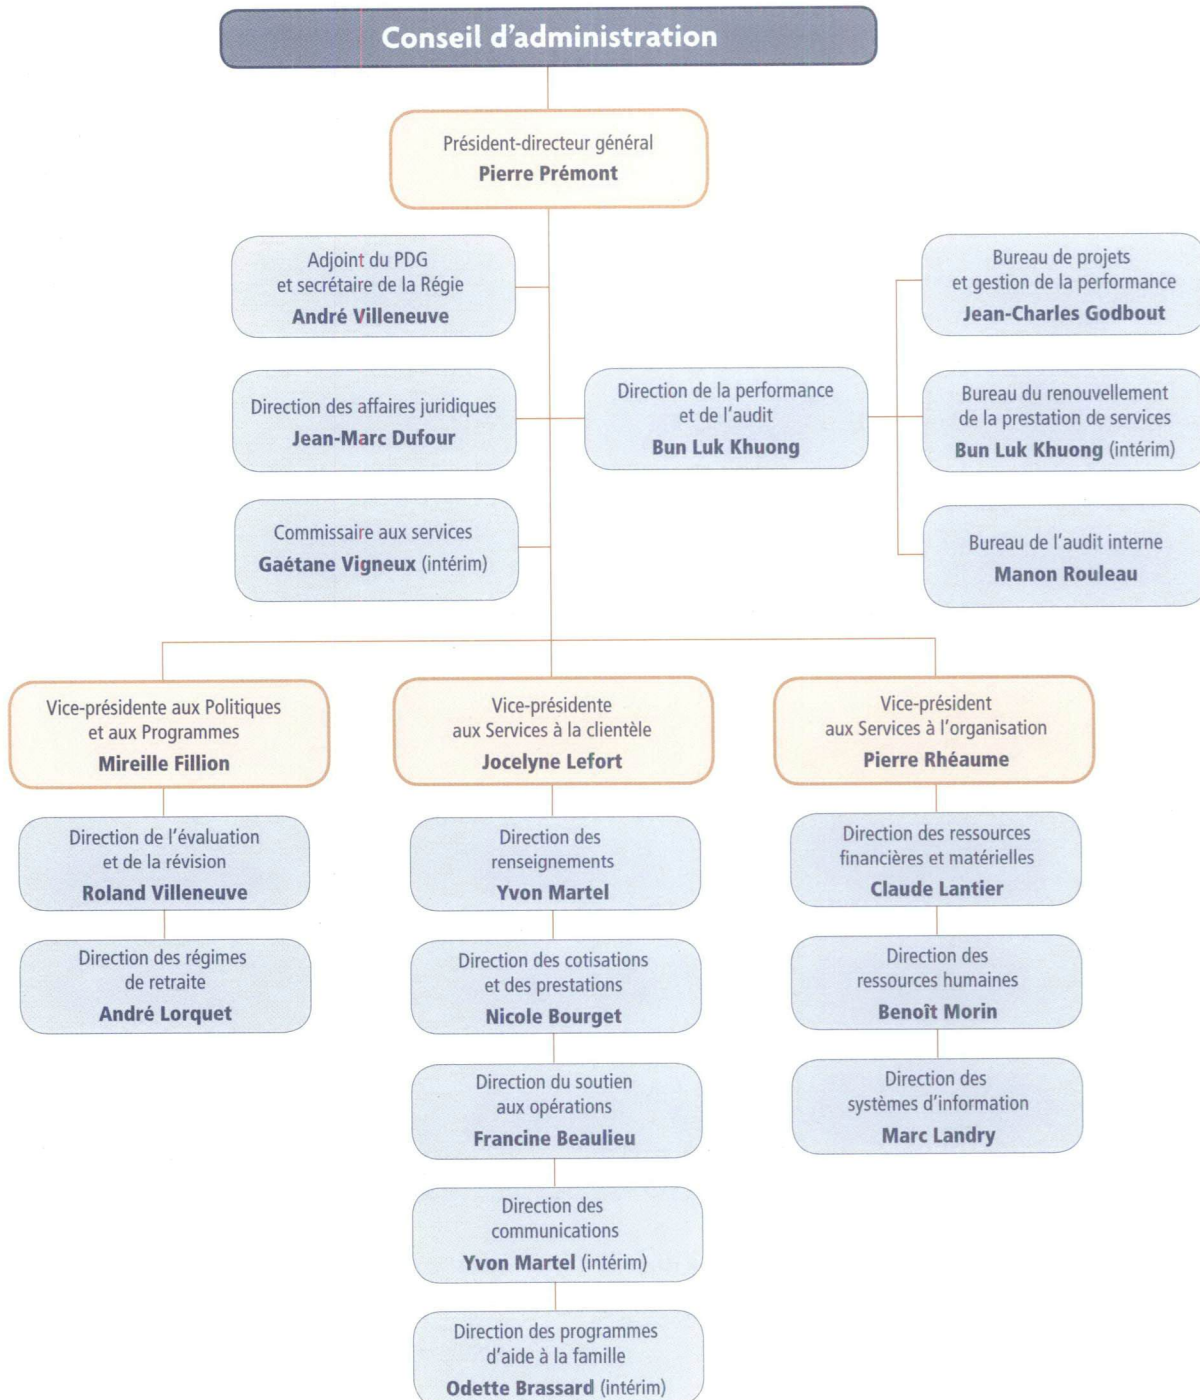 Conseil d'administration
Président-directeur général
Pierre Prémont
Adjoint du PDG
et secrétaire de la Régie
André Villeneuve
Bureau de projets
et gestion de la performance
Jean-Charles Godbout
Direction des affaires juridiques
Jean-Marc Dufour
Direction de la performance
et de l'audit
Bun Luk Khuong
Bureau du renouvellement
de la prestation de services
Bun Luk Khuong (intérim)
Commissaire aux services
Gaétane Vigneux (intérim)
Bureau de l'audit interne
Manon Rouleau
Vice-présidente aux Politiques
et aux Programmes
Mireille Fillion
Direction de l'évaluation
et de la révision
Roland Villeneuve
Direction des régimes
de retraite
André Lorquet
Vice-présidente
aux Services à la clientèle
Jocelyne Lefort
Direction des
renseignements
Yvon Martel
Direction des cotisations
et des prestations
Nicole Bourget
Direction du soutien
aux opérations
Francine Beaulieu
Direction des
communications
Yvon Martel (intérim)
Direction des programmes
d'aide à la famille
Odette Brassard (intérim)
Vice-président
aux Services à l'organisation
Pierre Rhéaume
Direction des ressources
financières et matérielles
Claude Lantier
Direction des
ressources humaines
Benoît Morin
Direction des
systèmes d'information
Marc Landry